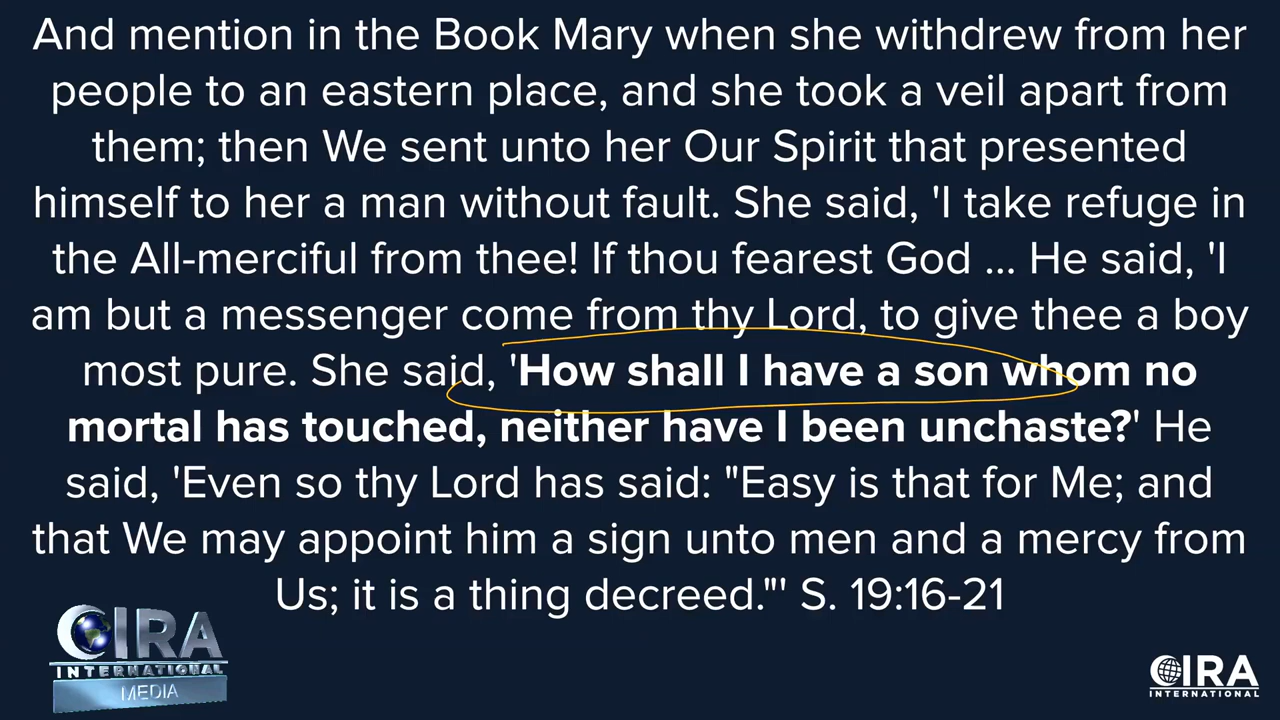 And mention in the Book Mary when she withdrew from her
people to an eastern place, and she took a veil apart from
them; then We sent unto her Our Spirit that presented
himself to her a man without fault. She said, 'I take refuge in
the All-merciful from thee! If thou fearest God ... He said, 'I
am but a messenger come from thy Lord, to give thee a boy
most pure. She said, 'How shall I have a son whom no
mortal has touched, neither have I been unchaste?' He
said, 'Even so thy Lord has said: "Easy is that for Me; and
that We may appoint him a sign unto men and a mercy from
Us; it is a thing decreed."' S. 19:16-21
CIRA
INTERNATIONAL
MEDIA
CIRA
INTERNATIONAL